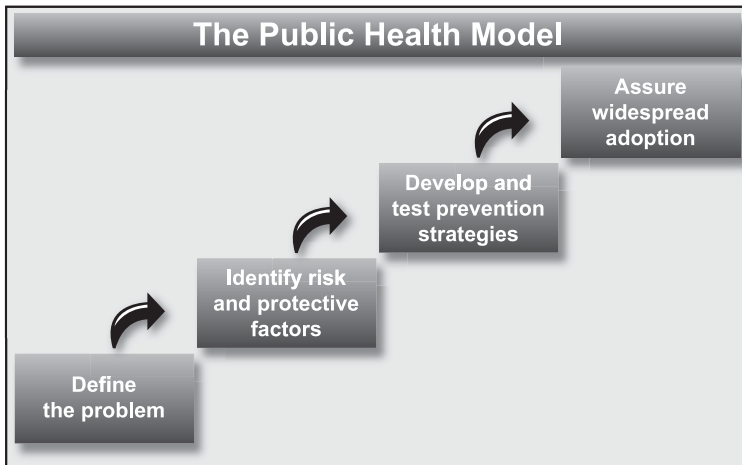 The Public Health Model
Assure
widespread
adoption
Develop and
test prevention
strategies
Identify risk
and protective
factors
Define
the problem